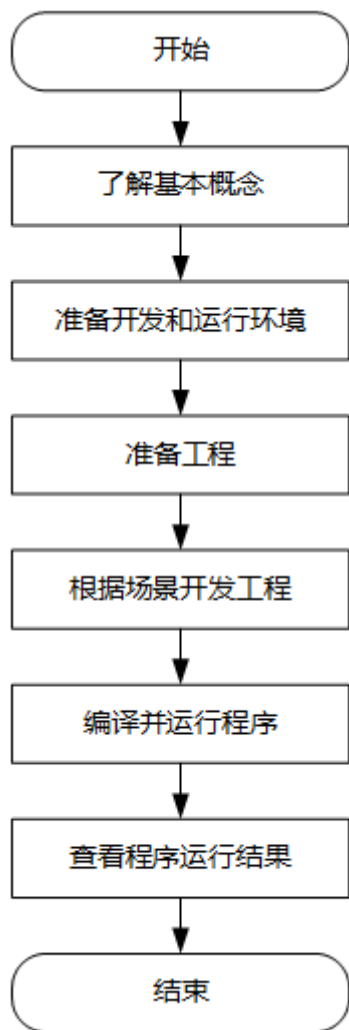 开始
了解基本概念
准备开发和运行环境
准备工程
根据场景开发工程
编译并运行程序
查看程序运行结果
结束